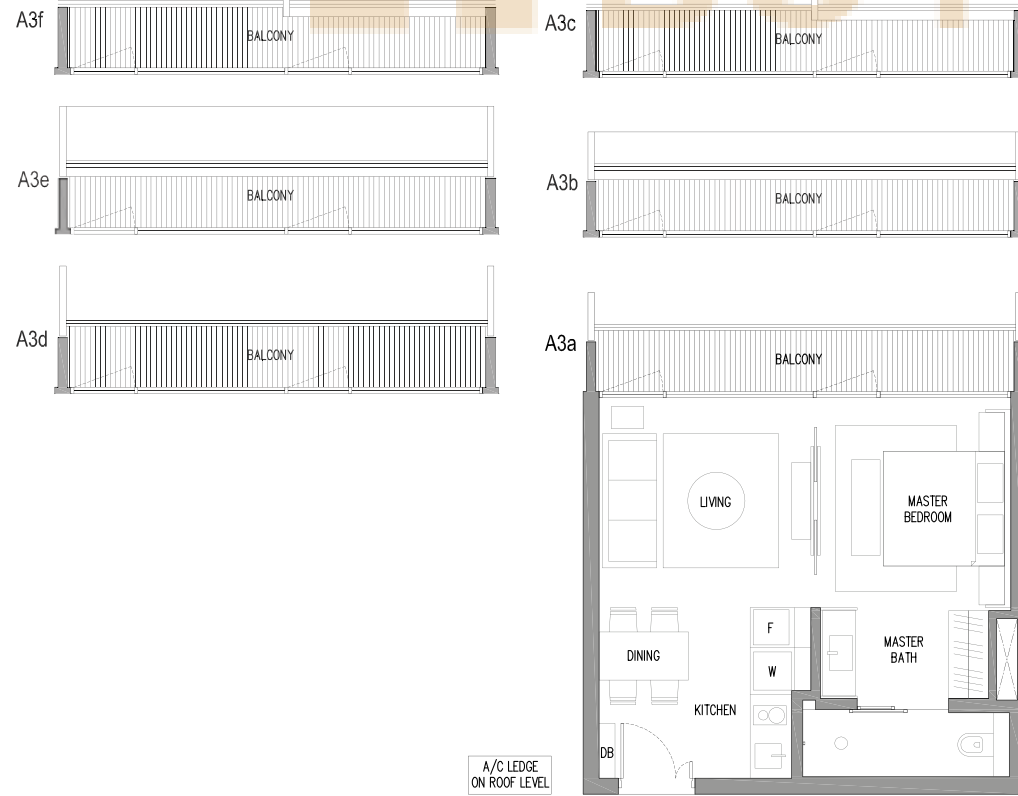 A3f
BALCONY
A3c
BALCONY
A3e
BALCONY
A3b
BALCONY
A3d
BALCONY
A3a
BALCONY
LIVING
MASTER
BEDROOM
F
DINING
MASTER
BATH
W
KITCHEN
DB
A/C LEDGE
ON ROOF LEVEL